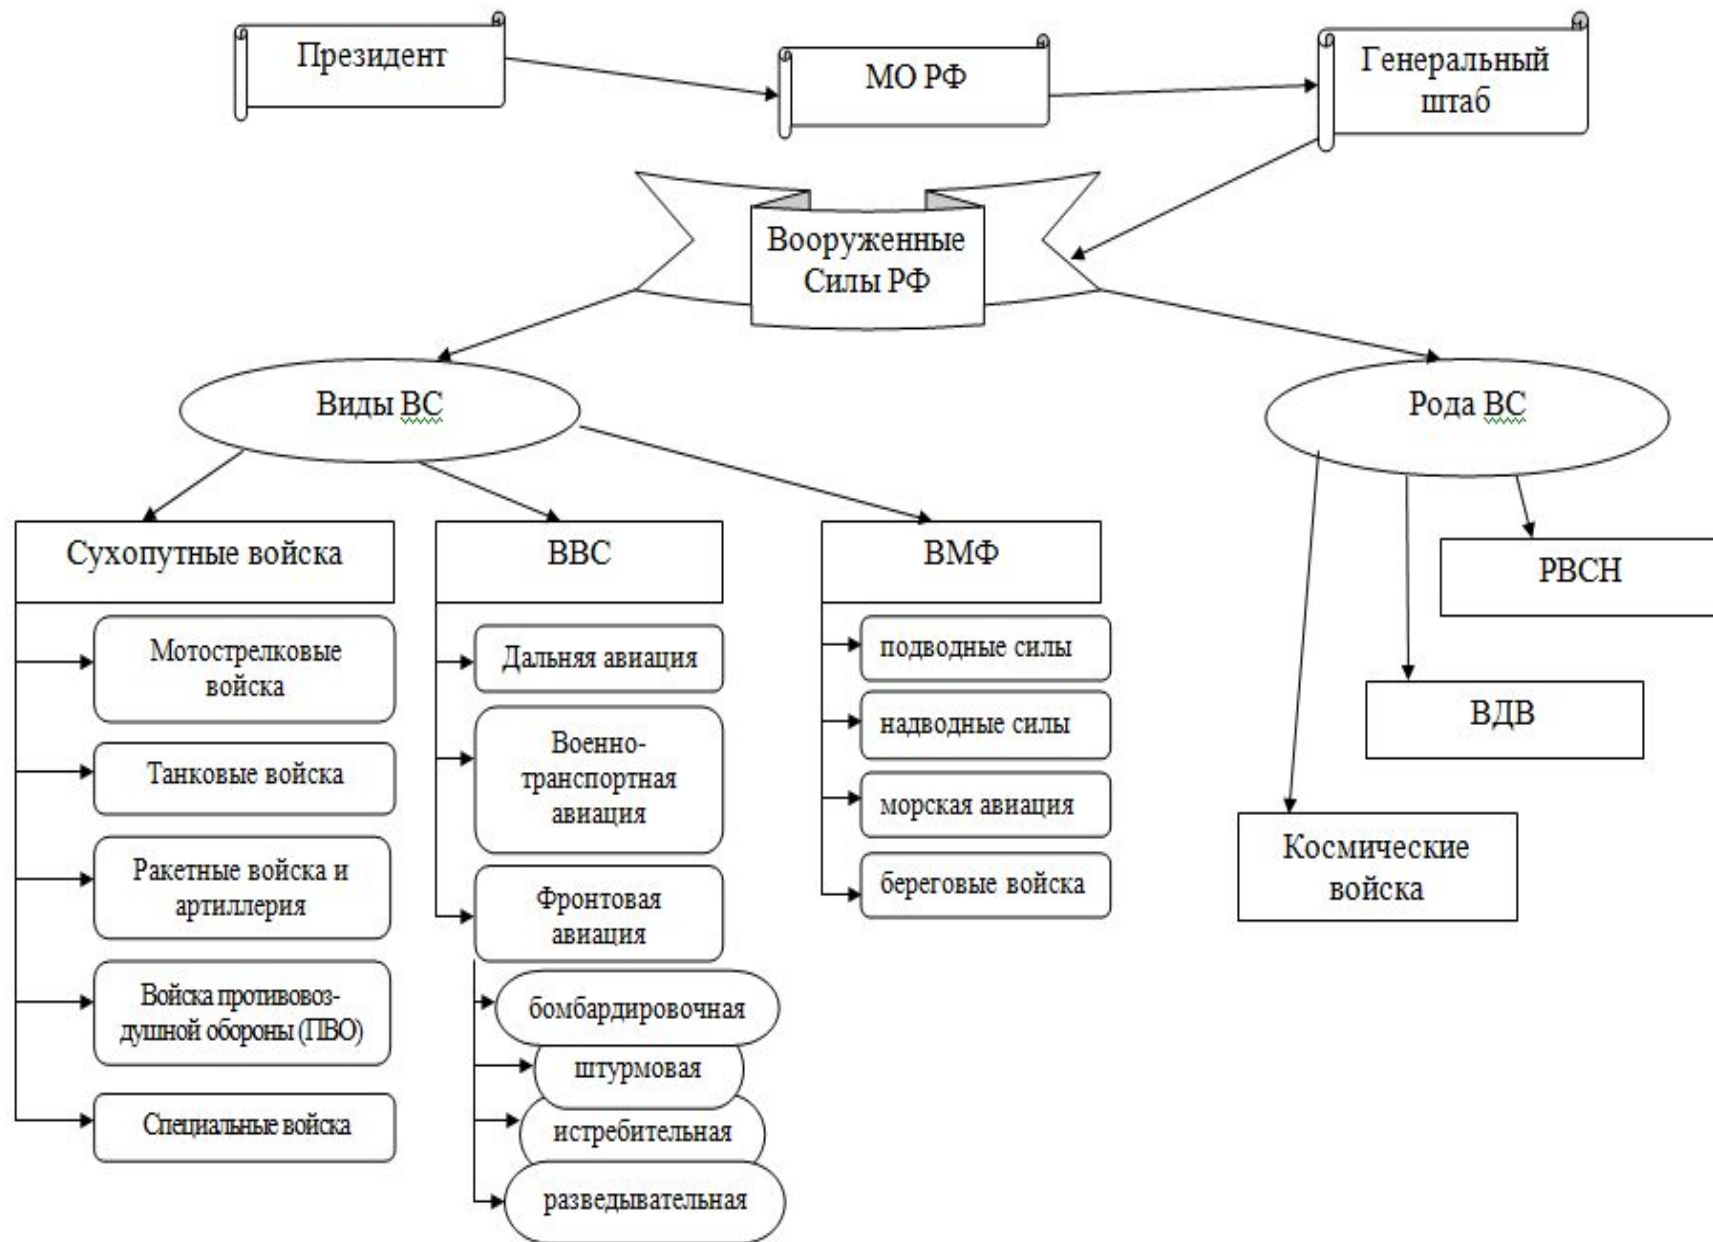 Президент
МО РФ
Генеральный
штаб
Вооруженные
Силы РФ
Виды ВС
Рода ВС
Сухопутные войска
Мотострелковые
войска
Танковые войска
Ракетные войска и
артиллерия
Войска противовоз-
душной обороны (ПВО)
Специальные войска
ВВС
Дальняя авиация
Военно-
транспортная
авиация
Фронтовая
авиация
бомбардировочная
штурмовая
истребительная
разведывательная
ВМФ
подводные силы
надводные силы
морская авиация
береговые войска
РВСН
ВДВ
Космические
войска